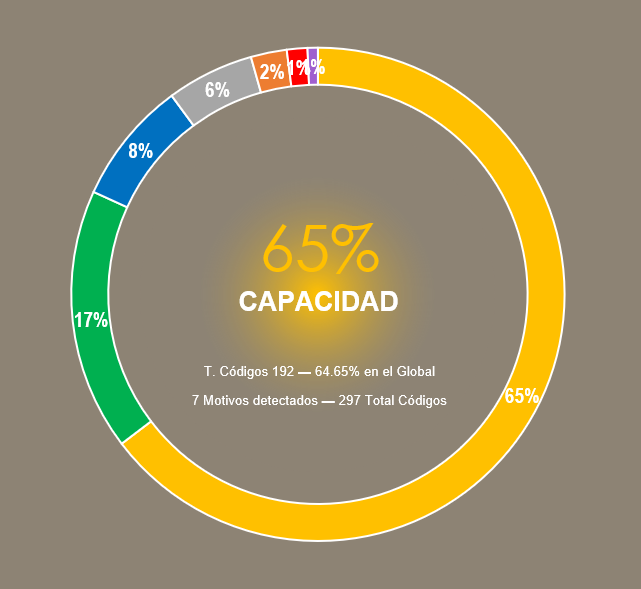 2%
1%
1%
6%
8%
65%
CAPACIDAD
17%
T. Códigos 192 — 64.65% en el Global
7 Motivos detectados — 297 Total Códigos
65%